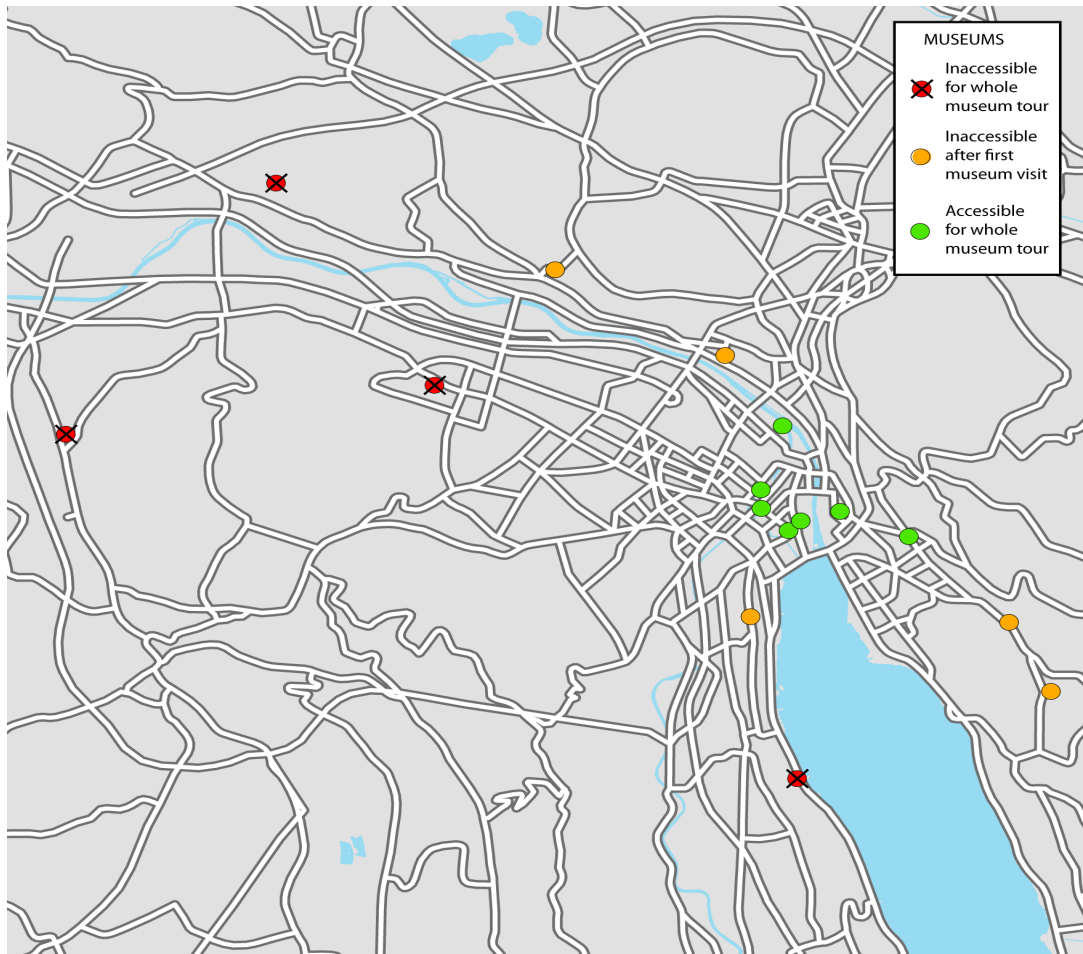 MUSEUMS
Inaccessible
for whole
museum tour
Inaccessible
after first
museum visit
Accessible
for whole
museum tour